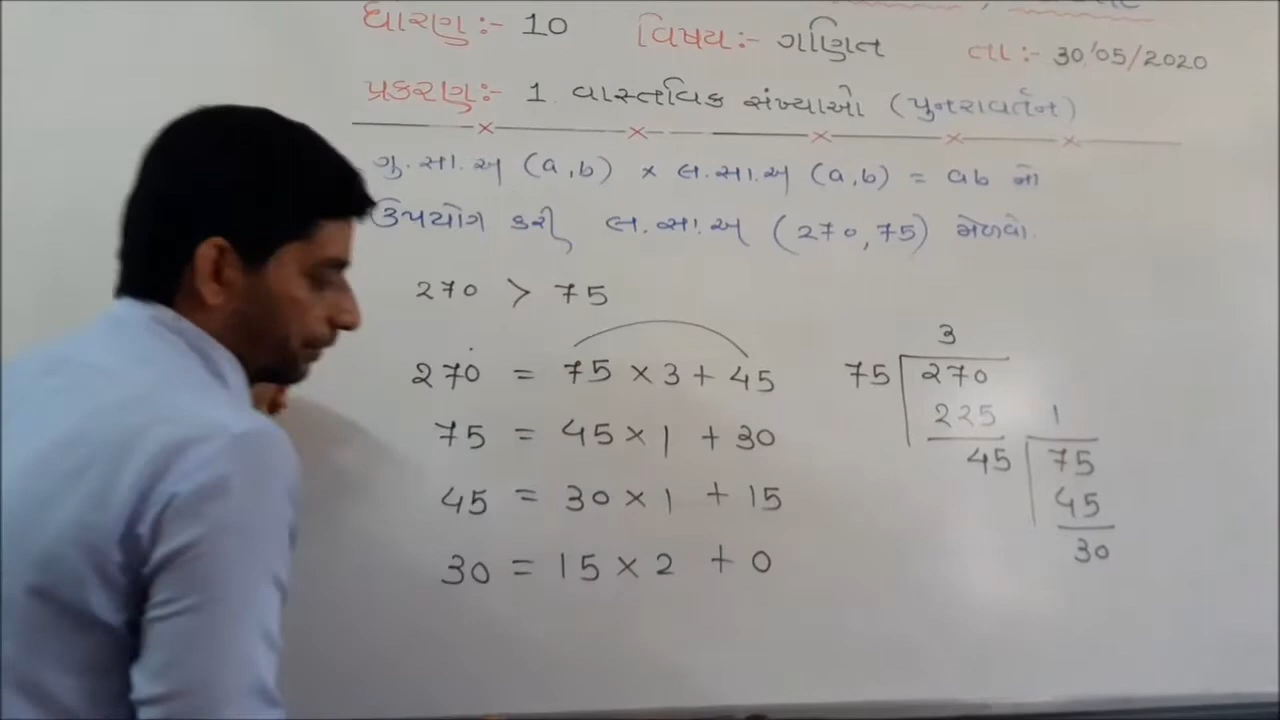 ધોરણ:- 10 વિષય:- ગણિત તા:- 30/05/2020
પ્રકરણ:- 1 વાસ્તવિક સંખ્યાઓ (પુનરાવર્તન)
ગુ.સા.અ (a,b) × લ.સા.અ (a,b) = ab નો
ઉપયોગ કરી લ.સા.અ (270,75) મેળવો.
270 > 75
270 = 75 × 3 + 45
75 = 45 × 1 + 30
45 = 30 × 1 + 15
30 = 15 × 2 + 0
3
75 270
225 1
45 75
45
30